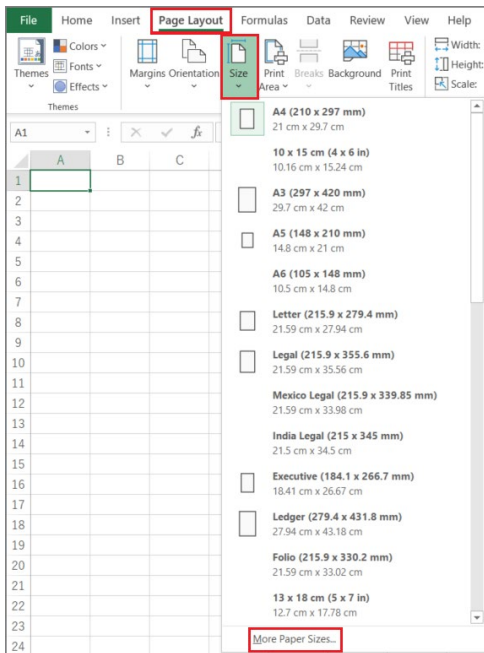 File Home Insert Page Layout Formulas Data Review View Help
Colors
Fonts
Effects
Themes
Margins
Orientation
Size
Print Area
Breaks
Background
Print Titles
Width:
Height:
Scale:
Themes
A1
fx
A B C
1
2
3
4
5
6
7
8
9
10
11
12
13
14
15
16
17
18
19
20
21
22
23
24
A4 (210 x 297 mm)
21 cm x 29.7 cm
10 x 15 cm (4 x 6 in)
10.16 cm x 15.24 cm
A3 (297 x 420 mm)
29.7 cm x 42 cm
A5 (148 x 210 mm)
14.8 cm x 21 cm
A6 (105 x 148 mm)
10.5 cm x 14.8 cm
Letter (215.9 x 279.4 mm)
21.59 cm x 27.94 cm
Legal (215.9 x 355.6 mm)
21.59 cm x 35.56 cm
Mexico Legal (215.9 x 339.85 mm)
21.59 cm x 33.98 cm
India Legal (215 x 345 mm)
21.5 cm x 34.5 cm
Executive (184.1 x 266.7 mm)
18.41 cm x 26.67 cm
Ledger (279.4 x 431.8 mm)
27.94 cm x 43.18 cm
Folio (215.9 x 330.2 mm)
21.59 cm x 33.02 cm
13 x 18 cm (5 x 7 in)
12.7 cm x 17.78 cm
More Paper Sizes...